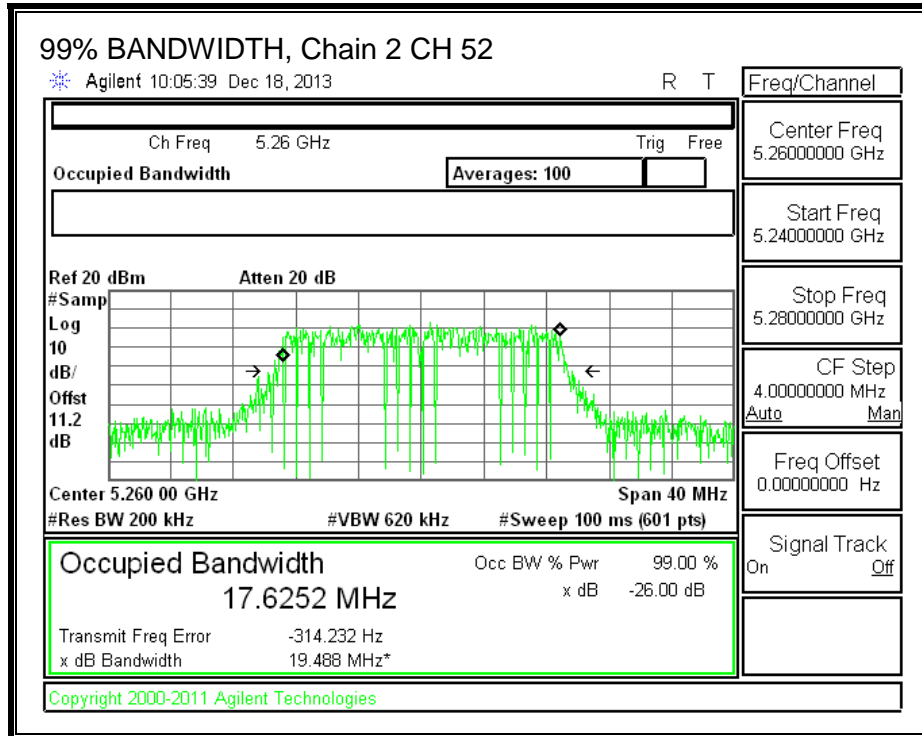 99% BANDWIDTH, Chain 2 CH 52
Agilent 10:05:39 Dec 18, 2013 R T
Freq/Channel
Ch Freq 5.26 GHz Trig Free
Occupied Bandwidth Averages: 100
Center Freq
5.26000000 GHz
Start Freq
5.24000000 GHz
Stop Freq
5.28000000 GHz
CF Step
4.00000000 MHz
Auto Man
Freq Offset
0.00000000 Hz
Signal Track
On Off
Ref 20 dBm Atten 20 dB
#Samp
Log
10
dB/
Offst
11.2
dB
Center 5.260 00 GHz Span 40 MHz
#Res BW 200 kHz #VBW 620 kHz #Sweep 100 ms (601 pts)
Occupied Bandwidth Occ BW % Pwr 99.00 %
17.6252 MHz x dB -26.00 dB
Transmit Freq Error -314.232 Hz
x dB Bandwidth 19.488 MHz*
Copyright 2000-2011 Agilent Technologies